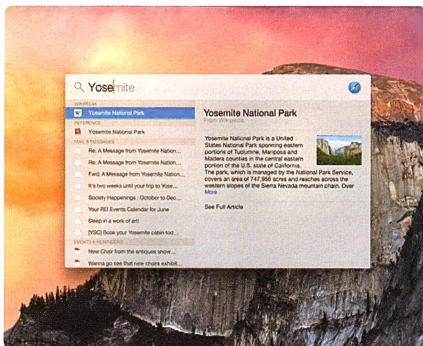 Yosemite
WIKIPEDIA
Yosemite National Park
REFERENCE
Yosemite National Park
MAIL & MESSAGES
Re: A Message from Yosemite Nation...
Re: A Message from Yosemite Nation...
Fwd: A Message from Yosemite Nation...
It's two weeks until your trip to Yose...
Society Happenings : October to Dec...
Your REI Events Calendar for June
Sleep in a work of art!
[YSC] Book your Yosemite cabin tod...
EVENTS & REMINDERS
New Chair from the antiques show...
Wanna go see that new chairs exhibit...
Yosemite National Park
From Wikipedia
Yosemite National Park is a United
States National Park spanning eastern
portions of Tuolumne, Mariposa and
Madera counties in the central eastern
portion of the U.S. state of California.
The park, which is managed by the National Park Service,
covers an area of 747,956 acres and reaches across the
western slopes of the Sierra Nevada mountain chain. Over
More
See Full Article